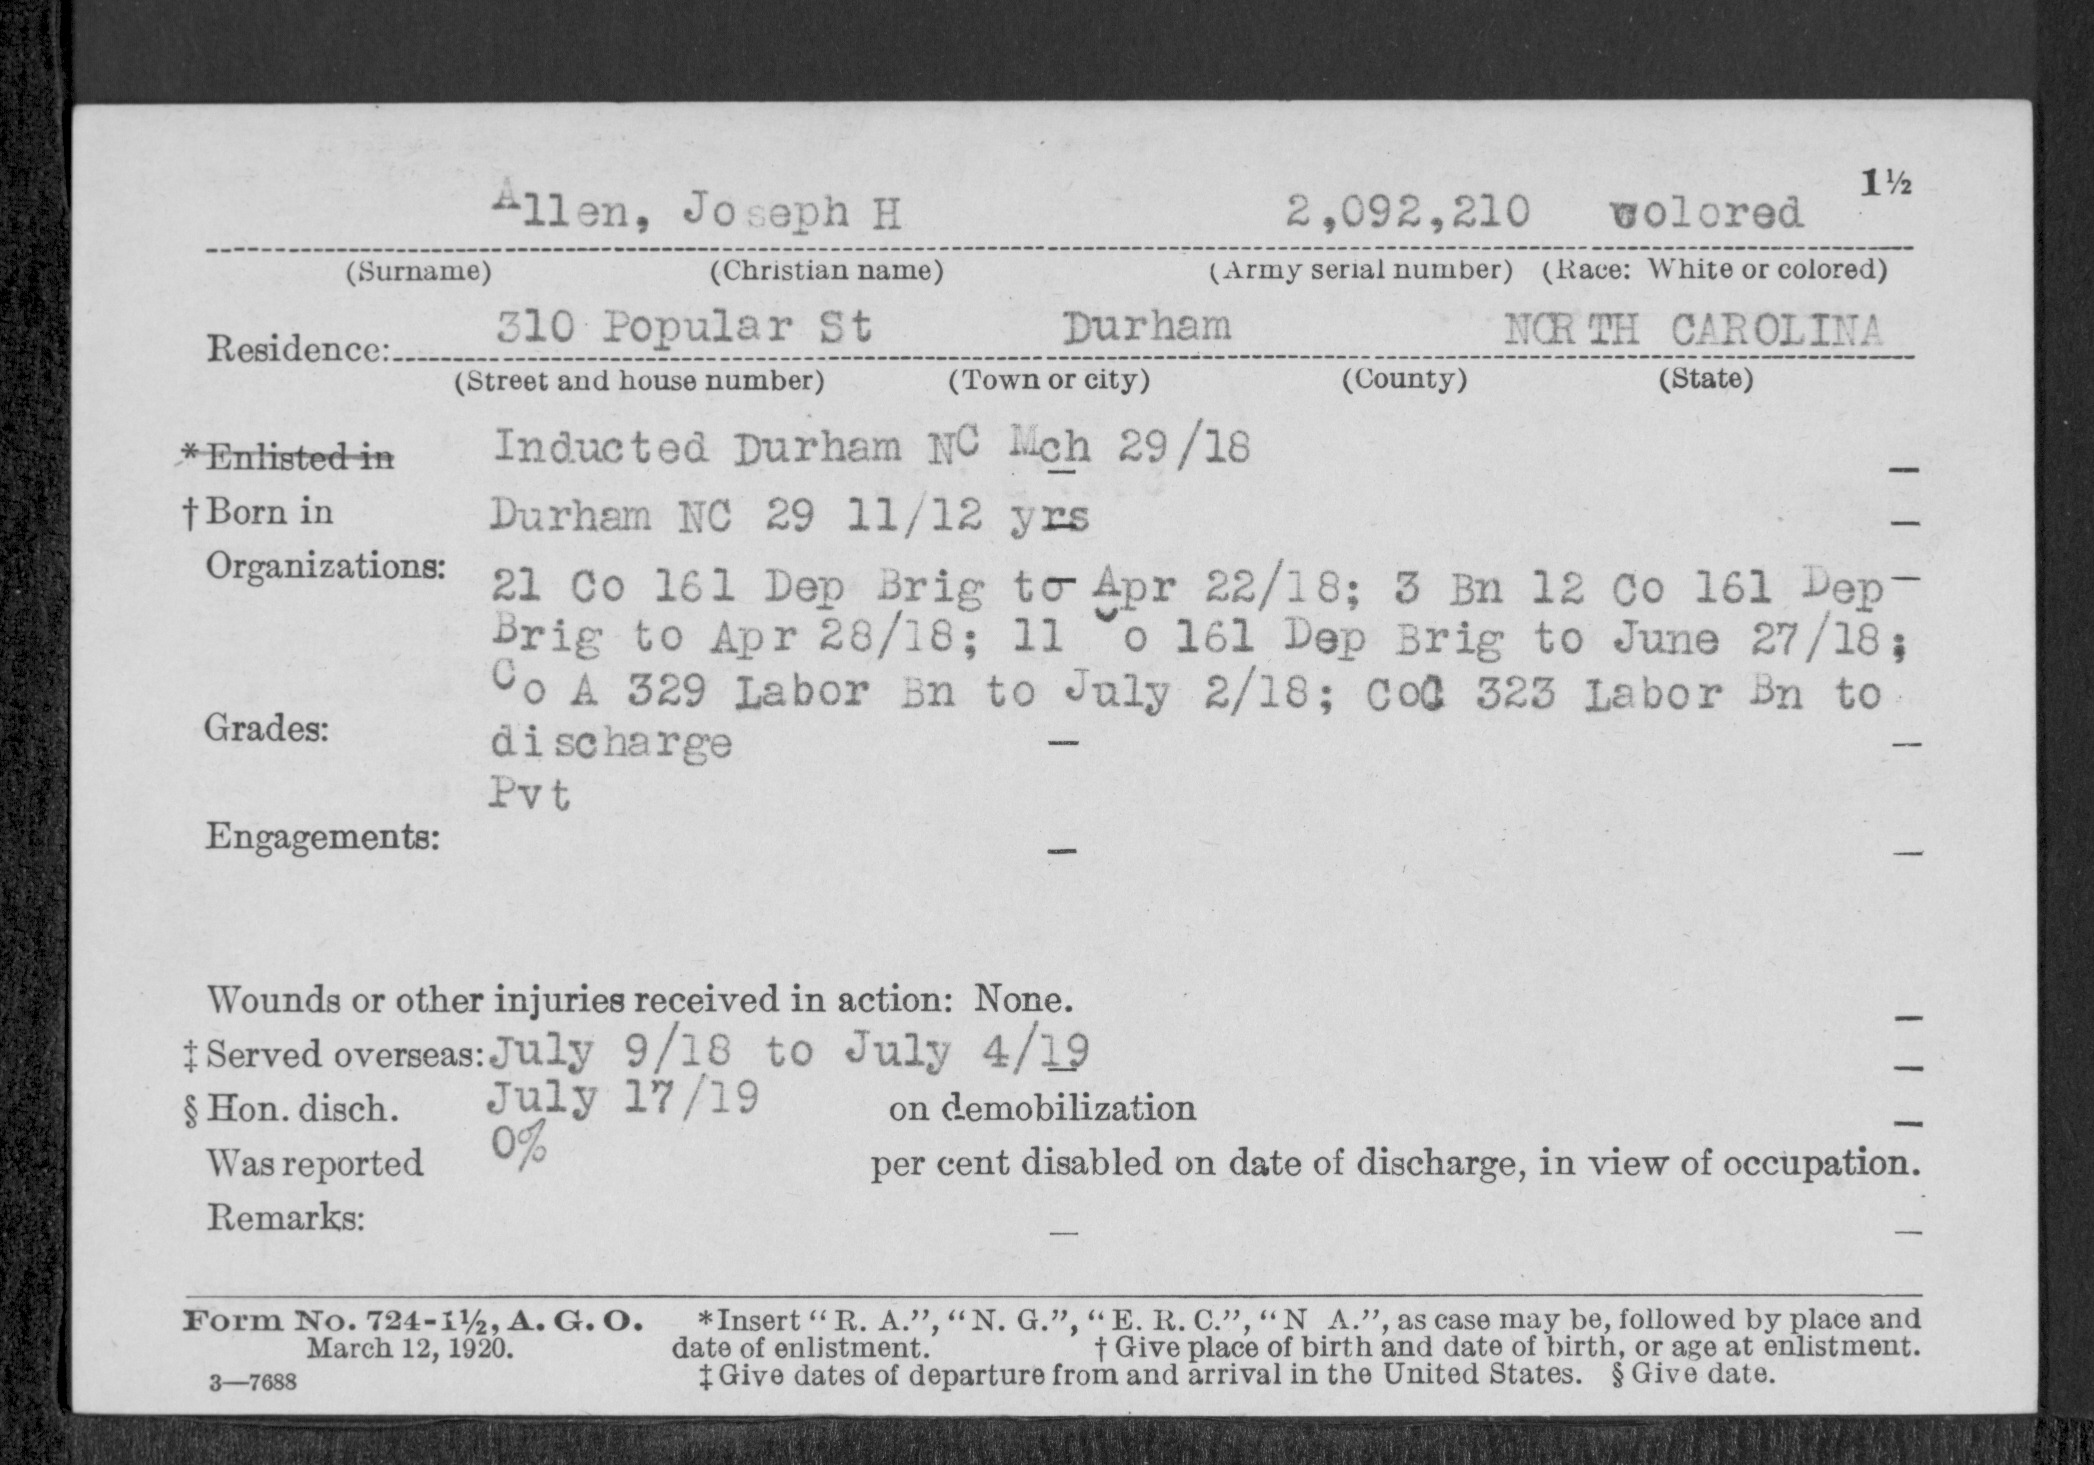 1½
Allen, Joseph H 2,092,210 colored
(Surname) (Christian name) (Army serial number) (Race: White or colored)
Residence: 310 Popular St Durham NORTH CAROLINA
(Street and house number) (Town or city) (County) (State)
*Enlisted in Inducted Durham NC Mch 29/18
†Born in Durham NC 29 11/12 yrs
Organizations: 21 Co 161 Dep Brig to Apr 22/18; 3 Bn 12 Co 161 Dep
Brig to Apr 28/18; 11 Co 161 Dep Brig to June 27/18;
Co A 329 Labor Bn to July 2/18; CoC 323 Labor Bn to
Grades: discharge
Pvt
Engagements:
Wounds or other injuries received in action: None.
‡Served overseas: July 9/18 to July 4/19
§Hon. disch. July 17/19 on demobilization
Was reported 0% per cent disabled on date of discharge, in view of occupation.
Remarks:
Form No. 724-1½, A. G. O. *Insert "R. A.", "N. G.", "E. R. C.", "N A.", as case may be, followed by place and
March 12, 1920. date of enlistment. †Give place of birth and date of birth, or age at enlistment.
3—7688 ‡Give dates of departure from and arrival in the United States. §Give date.